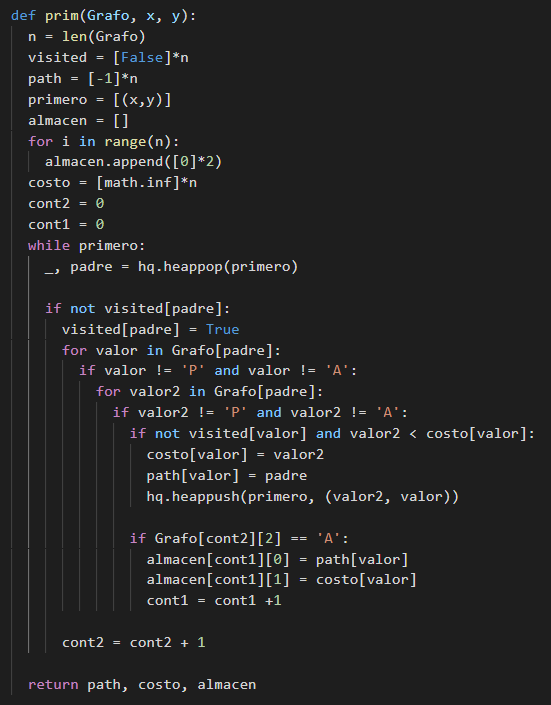 def prim(Grafo, x, y):
  n = len(Grafo)
  visited = [False]*n
  path = [-1]*n
  primero = [(x,y)]
  almacen = []
  for i in range(n):
    almacen.append([0]*2)
  costo = [math.inf]*n
  cont2 = 0
  cont1 = 0
  while primero:
    _, padre = hq.heappop(primero)

    if not visited[padre]:
      visited[padre] = True
      for valor in Grafo[padre]:
        if valor != 'P' and valor != 'A':
          for valor2 in Grafo[padre]:
            if valor2 != 'P' and valor2 != 'A':
              if not visited[valor] and valor2 < costo[valor]:
                costo[valor] = valor2
                path[valor] = padre
                hq.heappush(primero, (valor2, valor))

              if Grafo[cont2][2] == 'A':
                almacen[cont1][0] = path[valor]
                almacen[cont1][1] = costo[valor]
                cont1 = cont1 +1

      cont2 = cont2 + 1

  return path, costo, almacen